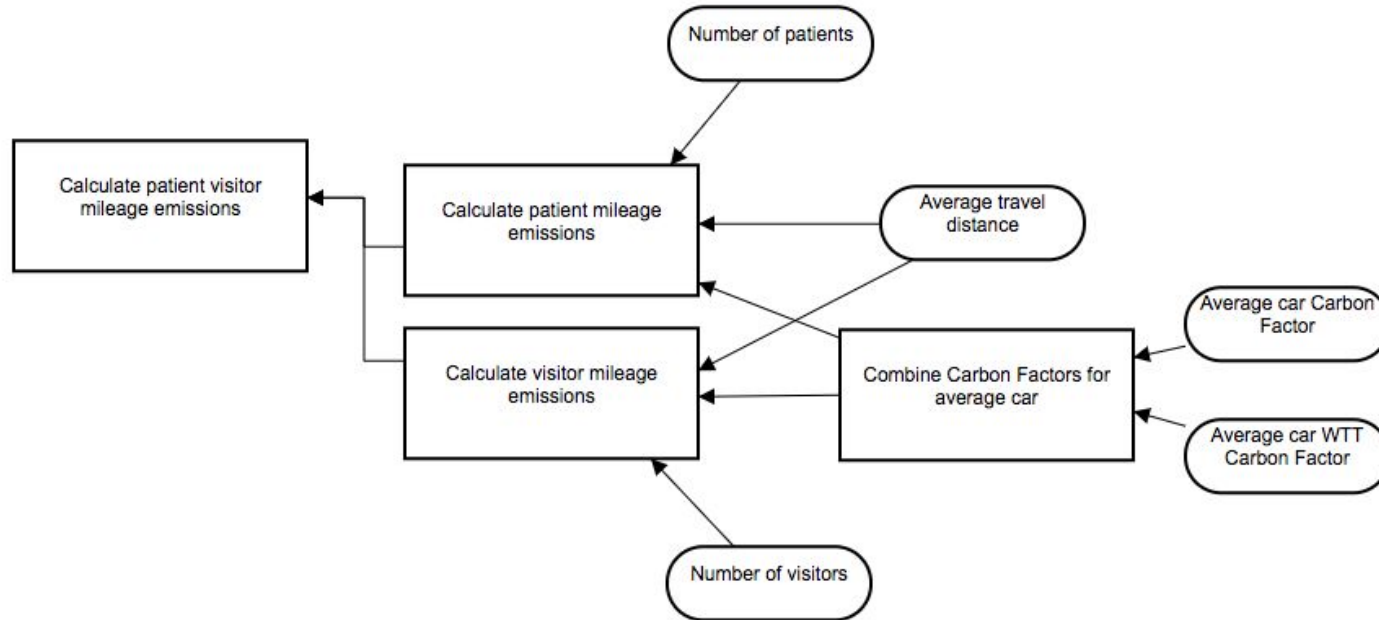 Number of patients
Calculate patient visitor
mileage emissions
Calculate patient mileage
emissions
Average travel
distance
Average car Carbon
Factor
Calculate visitor mileage
emissions
Combine Carbon Factors for
average car
Average car WTT
Carbon Factor
Number of visitors